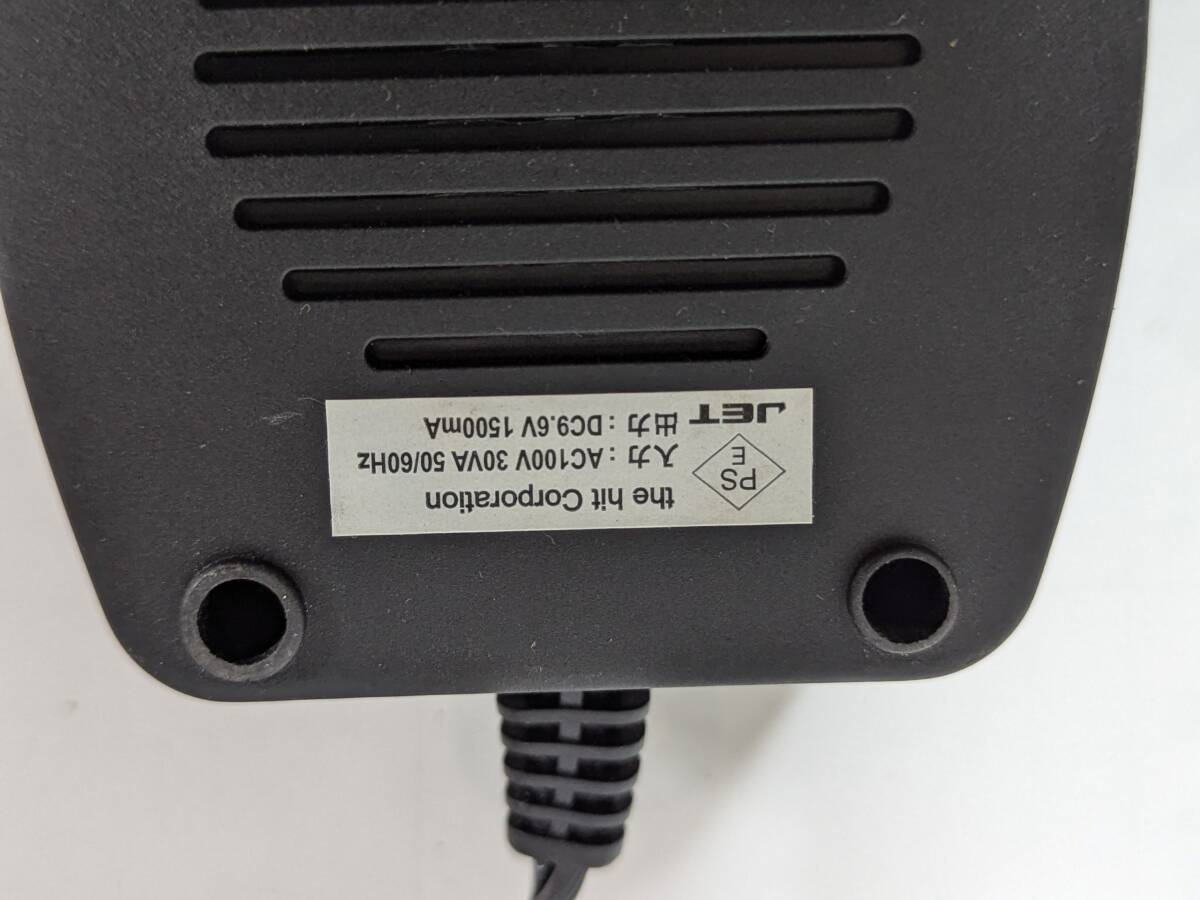 the hit Corporation
PS
E
入力：AC100V 30VA 50/60Hz
出力：DC9.6V 1500mA
JET